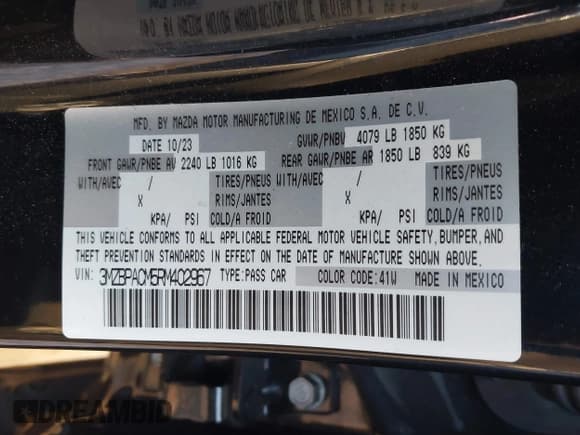 MFD. BY MAZDA MOTOR MANUFACTURING DE MEXICO S.A. DE C.V.
DATE 10/23 GVWR/PNBV 4079 LB 1850 KG
FRONT GAWR/PNBE AV 2240 LB 1016 KG REAR GAWR/PNBE AR 1850 LB 839 KG
WITH/AVEC / TIRES/PNEUS WITH/AVEC / TIRES/PNEUS
X RIMS/JANTES X RIMS/JANTES
KPA/ PSI COLD/A FROID KPA/ PSI COLD/A FROID
THIS VEHICLE CONFORMS TO ALL APPLICABLE FEDERAL MOTOR VEHICLE SAFETY, BUMPER, AND
THEFT PREVENTION STANDARDS IN EFFECT ON THE DATE OF MANUFACTURE SHOWN ABOVE.
VIN: 3MZBPACM5RM402967 TYPE:PASS CAR COLOR CODE:41W MADE IN MEXICO
DREAMBID